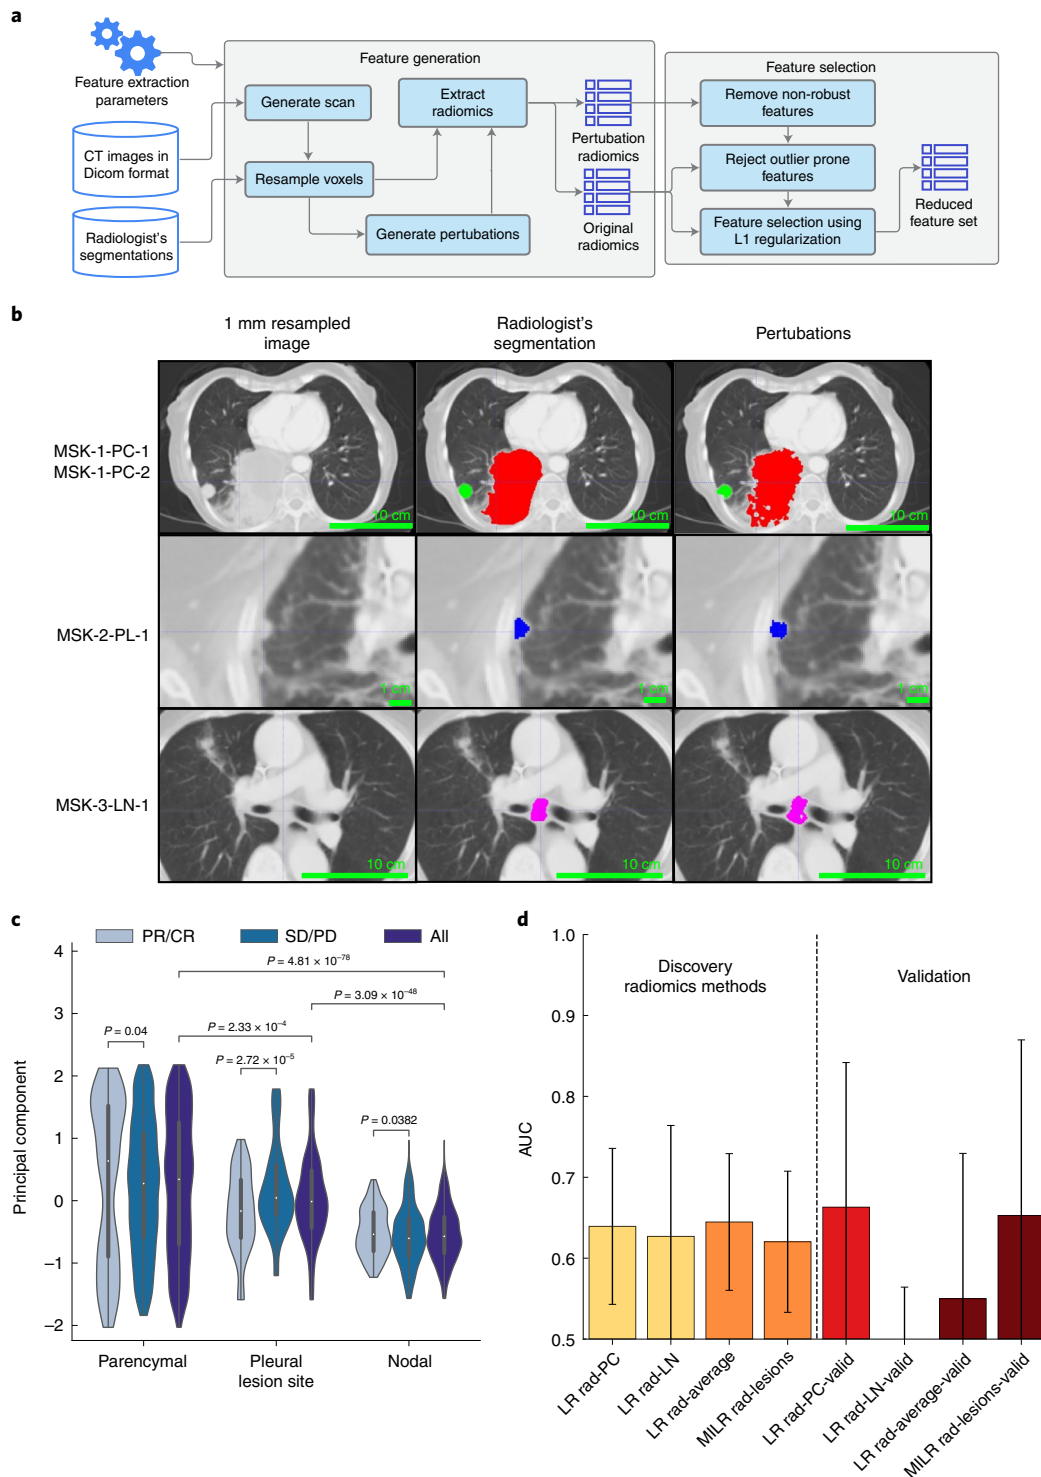 a
Feature extraction
parameters
CT images in
Dicom format
Radiologist's
segmentations
Feature generation
Generate scan
Resample voxels
Extract
radiomics
Generate pertubations
Pertubation
radiomics
Original
radiomics
Feature selection
Remove non-robust
features
Reject outlier prone
features
Feature selection using
L1 regularization
Reduced
feature set
b
1 mm resampled
image
Radiologist's
segmentation
Pertubations
MSK-1-PC-1
MSK-1-PC-2
10 cm
10 cm
10 cm
MSK-2-PL-1
1 cm
1 cm
1 cm
MSK-3-LN-1
10 cm
10 cm
10 cm
c
PR/CR
SD/PD
All
P = 4.81 × 10–78
P = 3.09 × 10–48
P = 2.33 × 10–4
P = 0.04
P = 2.72 × 10–5
P = 0.0382
Principal component
4
3
2
1
0
–1
–2
Parencymal
Pleural
Nodal
lesion site
d
Discovery
radiomics methods
Validation
AUC
1.0
0.9
0.8
0.7
0.6
0.5
LR rad-PC
LR rad-LN
LR rad-average
MILR rad-lesions
LR rad-PC-valid
LR rad-LN-valid
LR rad-average-valid
MILR rad-lesions-valid